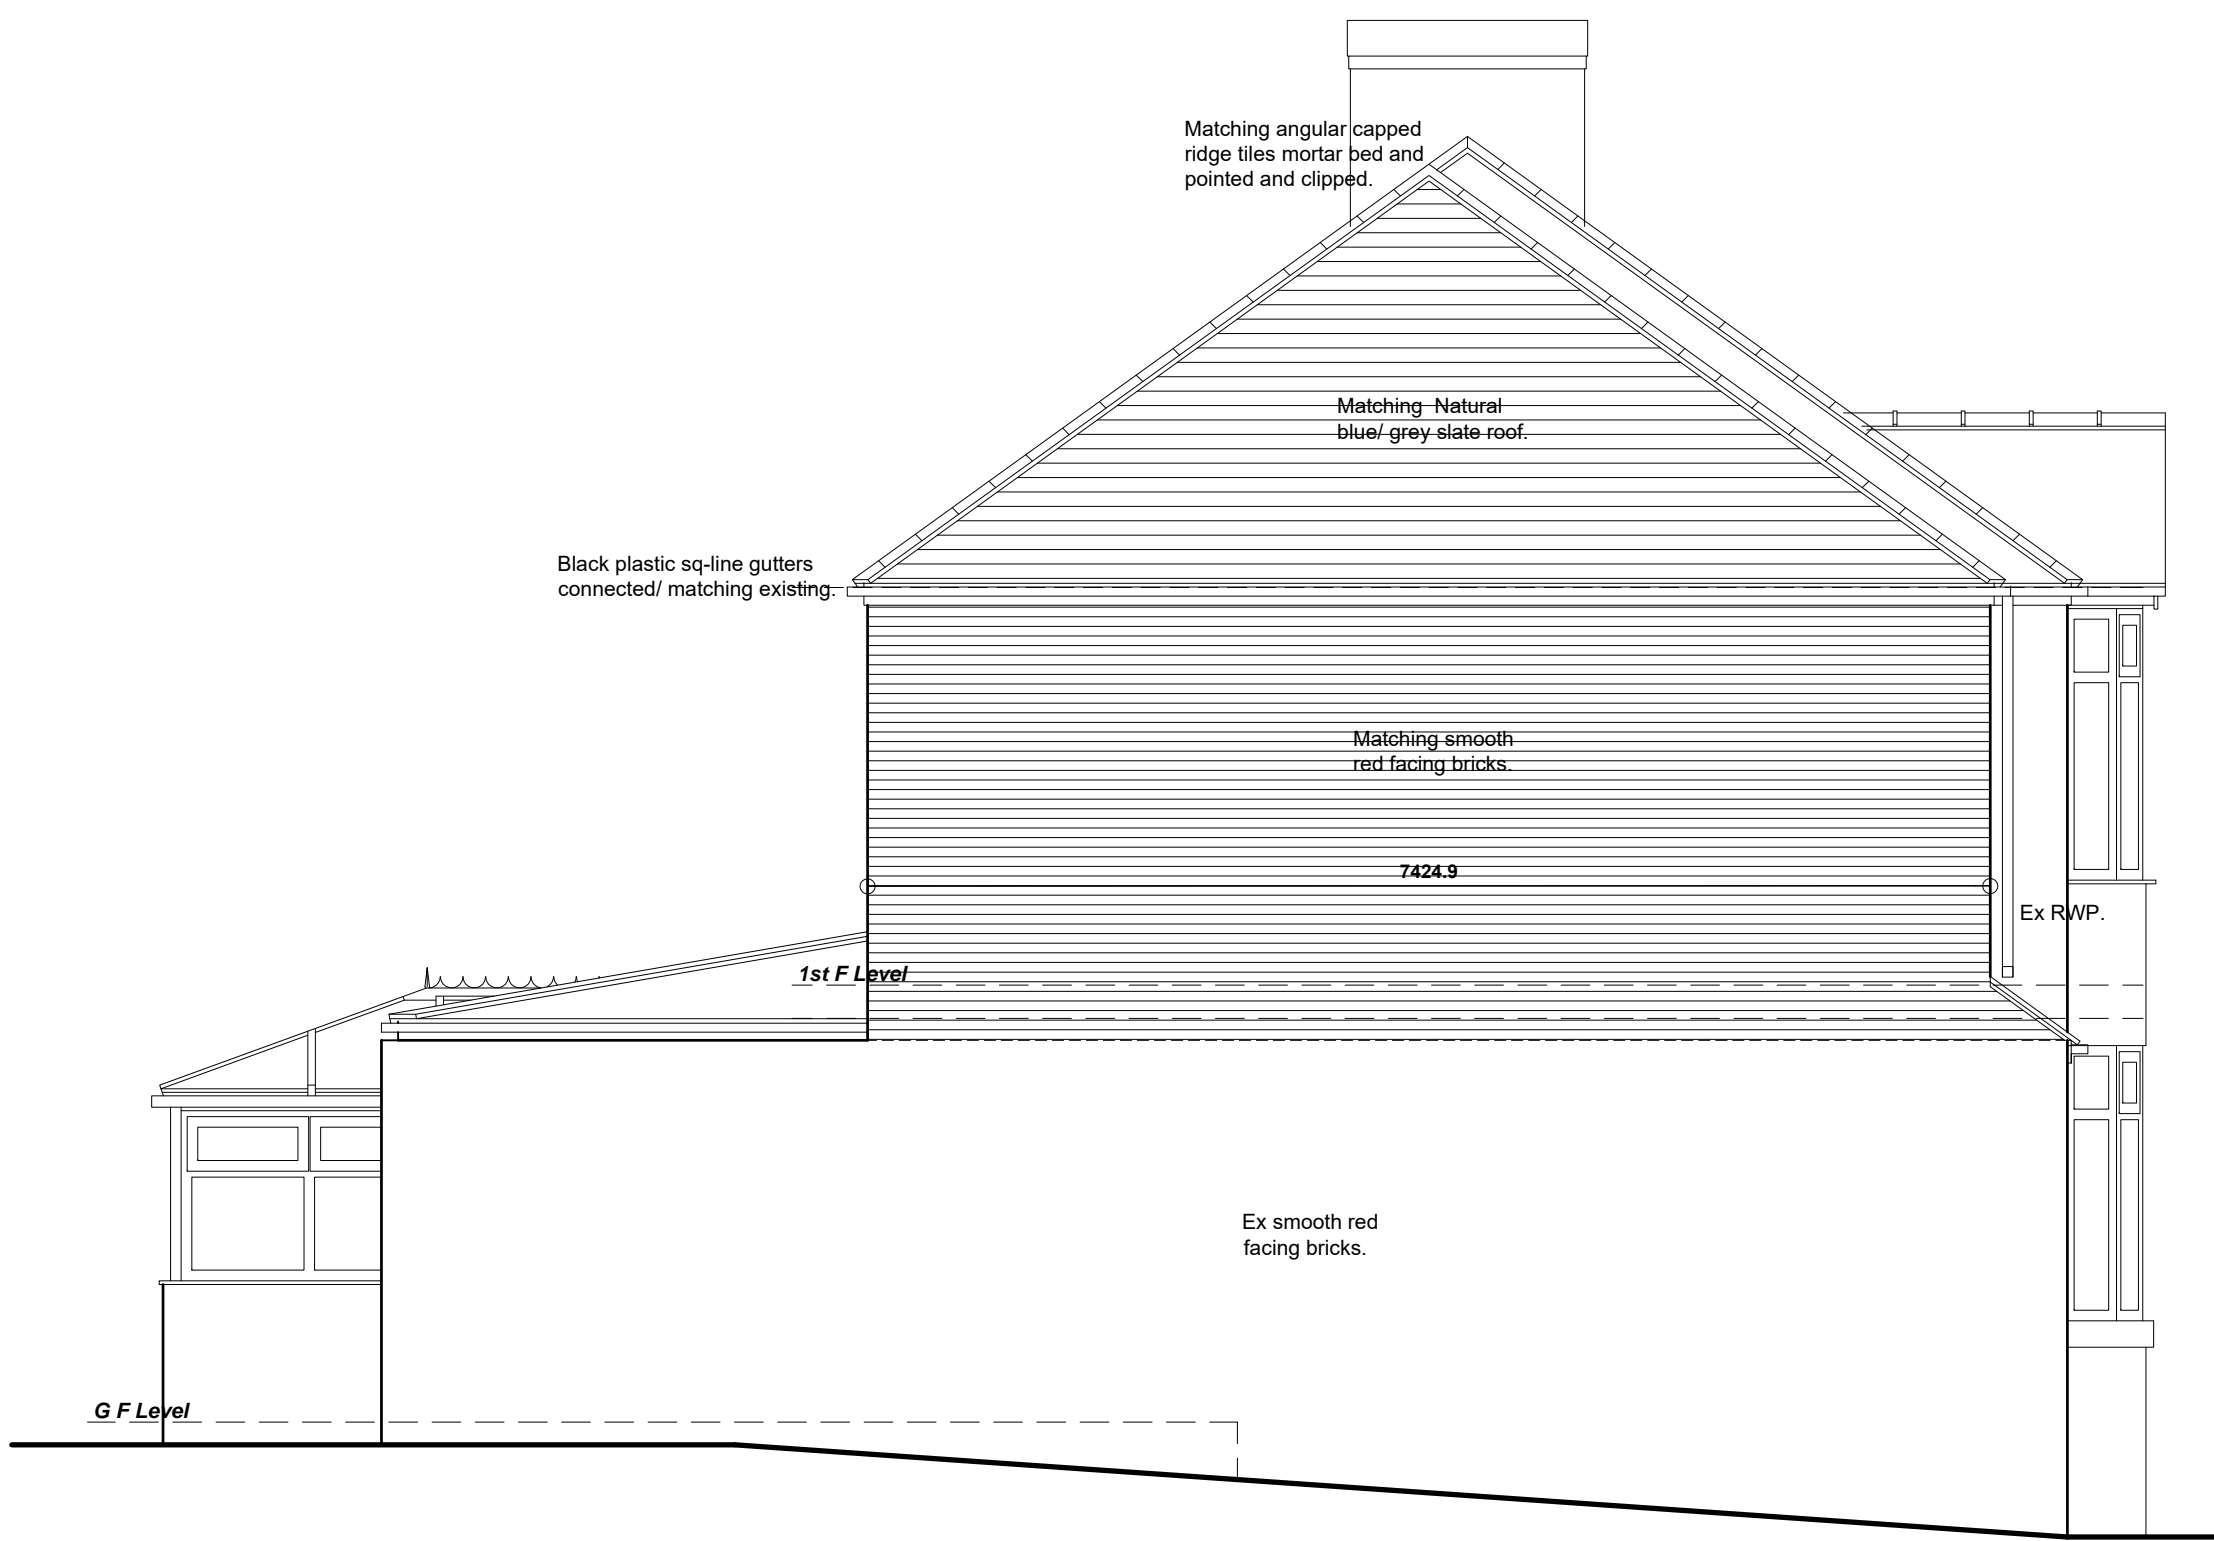 Matching angular capped
ridge tiles mortar bed and
pointed and clipped.
Matching Natural
blue/ grey slate roof.
Black plastic sq-line gutters
connected/ matching existing.
Matching smooth
red facing bricks.
7424.9
Ex RWP.
1st F Level
Ex smooth red
facing bricks.
G F Level